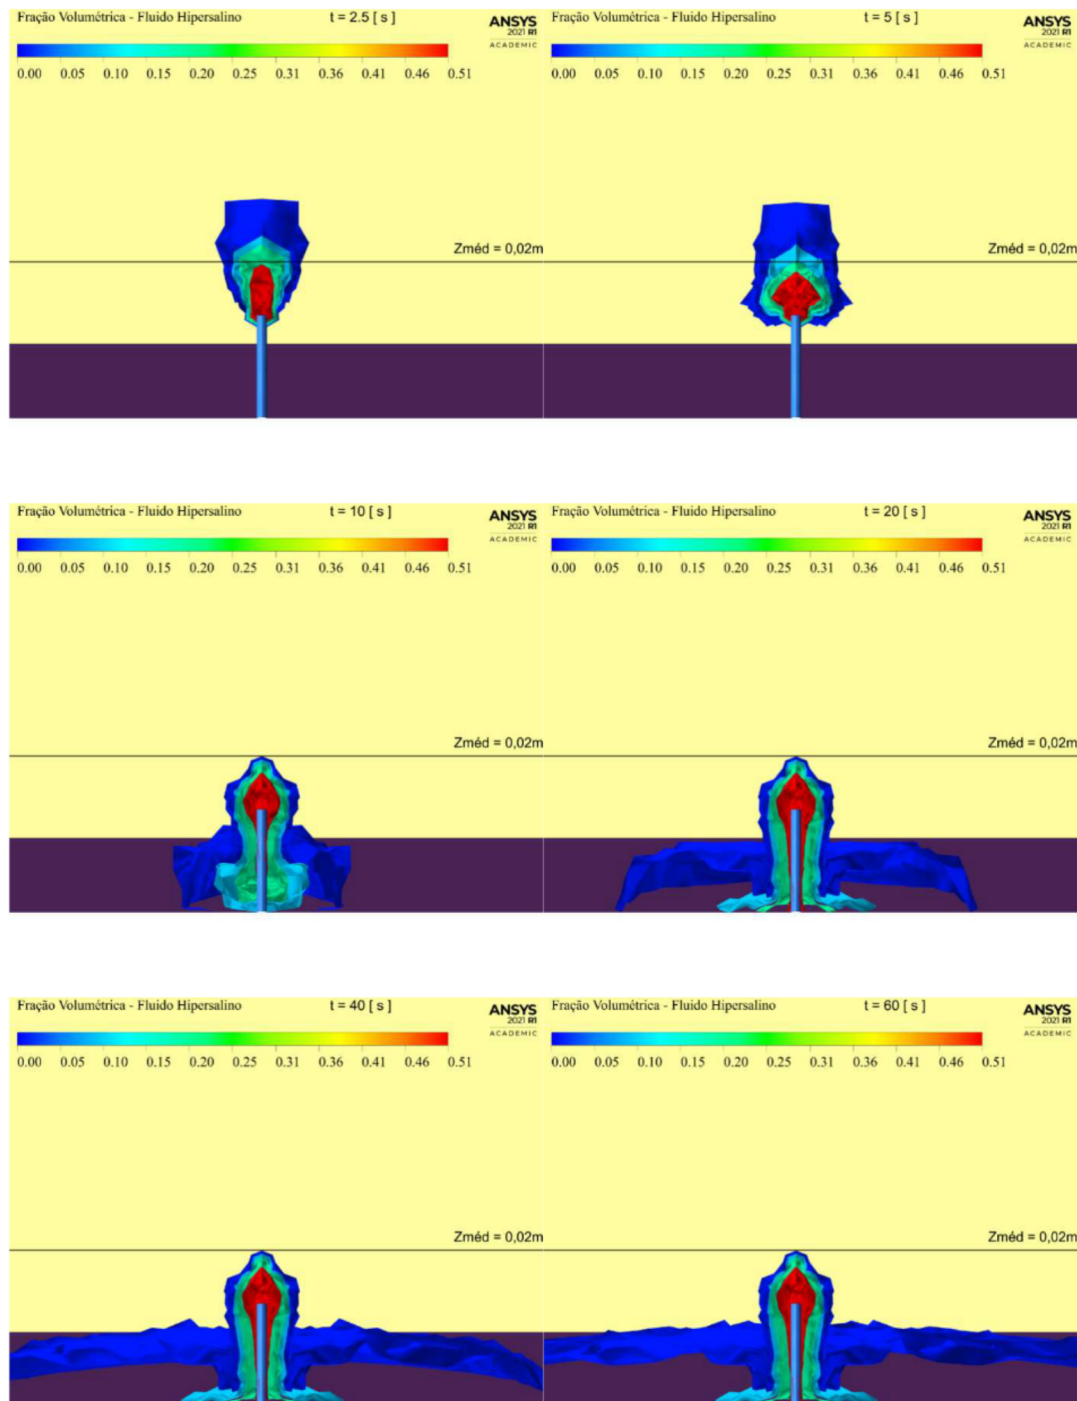 Fração Volumétrica - Fluido Hipersalino t = 2.5 [ s ] ANSYS
2021 R1
ACADEMIC
0.00 0.05 0.10 0.15 0.20 0.25 0.31 0.36 0.41 0.46 0.51
Zméd = 0,02m
Fração Volumétrica - Fluido Hipersalino t = 5 [ s ] ANSYS
2021 R1
ACADEMIC
0.00 0.05 0.10 0.15 0.20 0.25 0.31 0.36 0.41 0.46 0.51
Zméd = 0,02m
Fração Volumétrica - Fluido Hipersalino t = 10 [ s ] ANSYS
2021 R1
ACADEMIC
0.00 0.05 0.10 0.15 0.20 0.25 0.31 0.36 0.41 0.46 0.51
Zméd = 0,02m
Fração Volumétrica - Fluido Hipersalino t = 20 [ s ] ANSYS
2021 R1
ACADEMIC
0.00 0.05 0.10 0.15 0.20 0.25 0.31 0.36 0.41 0.46 0.51
Zméd = 0,02m
Fração Volumétrica - Fluido Hipersalino t = 40 [ s ] ANSYS
2021 R1
ACADEMIC
0.00 0.05 0.10 0.15 0.20 0.25 0.31 0.36 0.41 0.46 0.51
Zméd = 0,02m
Fração Volumétrica - Fluido Hipersalino t = 60 [ s ] ANSYS
2021 R1
ACADEMIC
0.00 0.05 0.10 0.15 0.20 0.25 0.31 0.36 0.41 0.46 0.51
Zméd = 0,02m